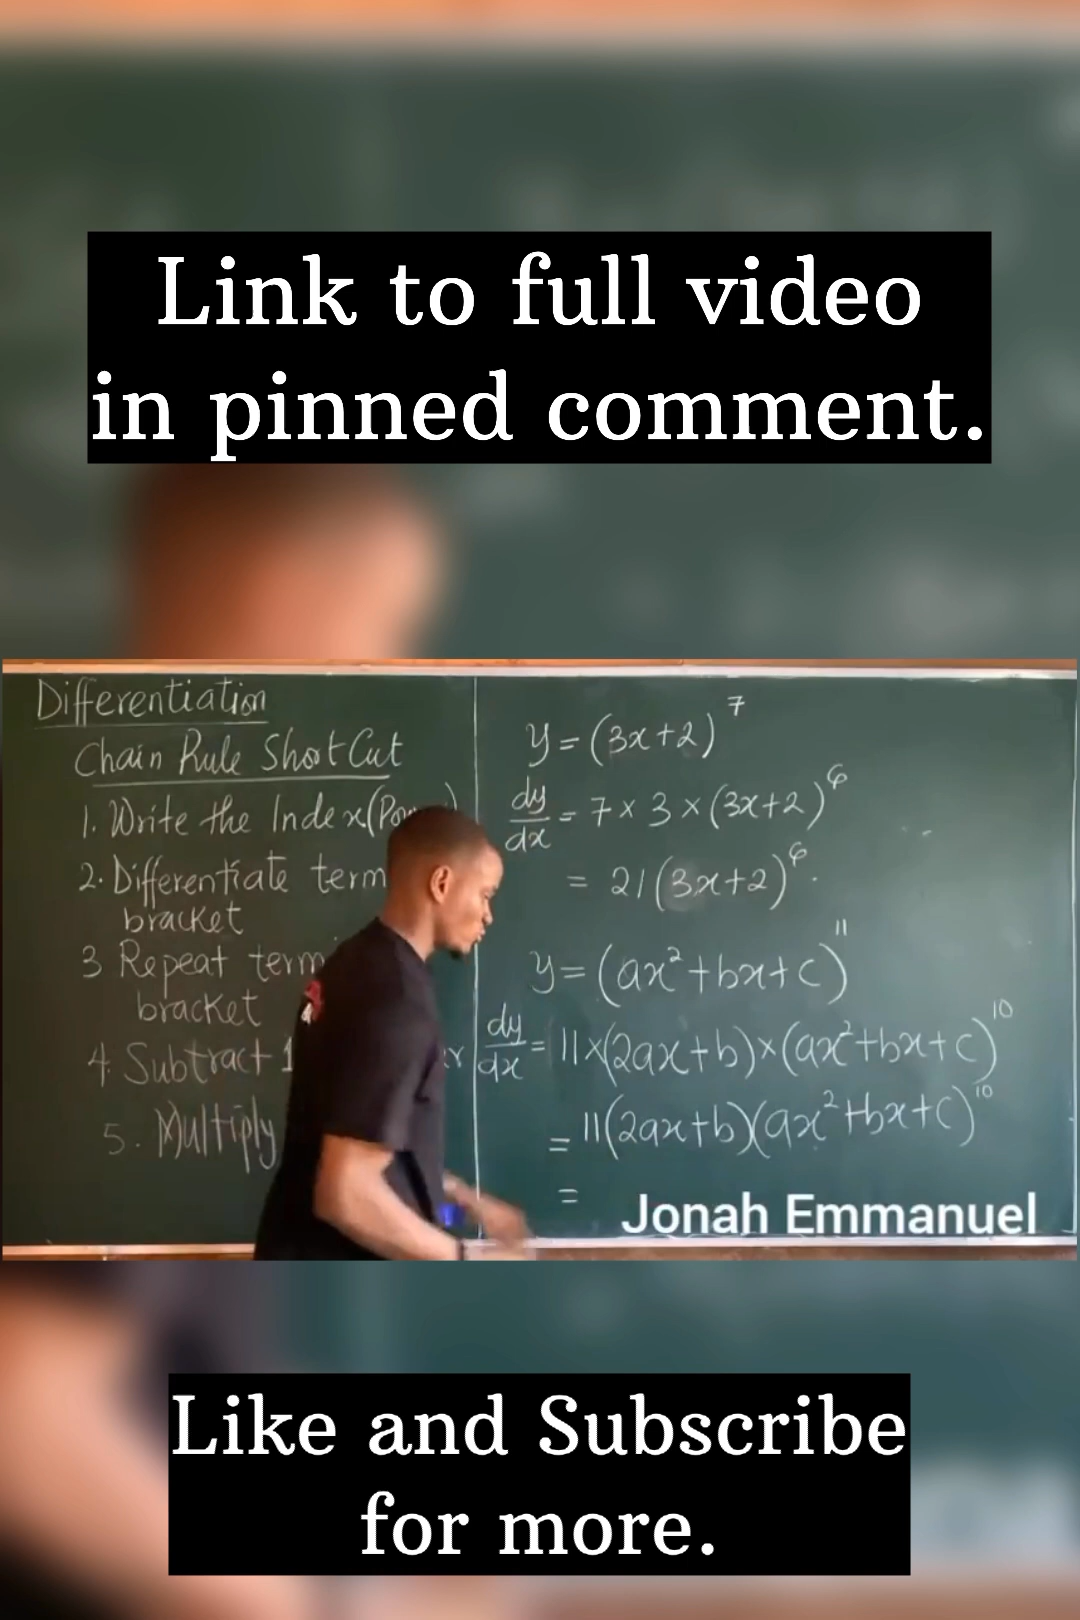 Link to full video
in pinned comment.
Differentiation
Chain Rule Short Cut
1. Write the Index
2. Differentiate term
bracket
3 Repeat term
bracket
4. Subtract 1
5. Multiply
y = (3x+2)^7
dy/dx = 7 × 3 × (3x+2)^6
= 21(3x+2)^6.
y = (ax²+bx+c)^11
dy/dx = 11×(2ax+b)×(ax²+bx+c)^10
= 11(2ax+b)(ax²+bx+c)^10
=
Jonah Emmanuel
Like and Subscribe
for more.